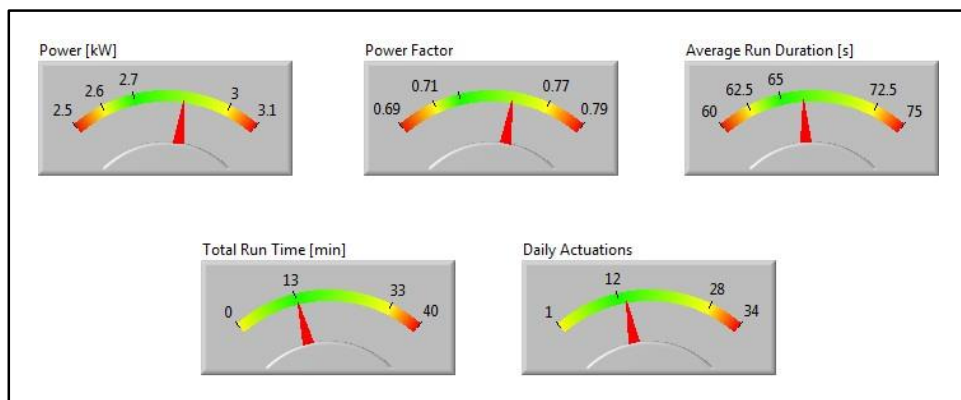 Power [kW]
2.5 2.6 2.7 3 3.1
Power Factor
0.69 0.71 0.77 0.79
Average Run Duration [s]
60 62.5 65 72.5 75
Total Run Time [min]
0 13 33 40
Daily Actuations
1 12 28 34